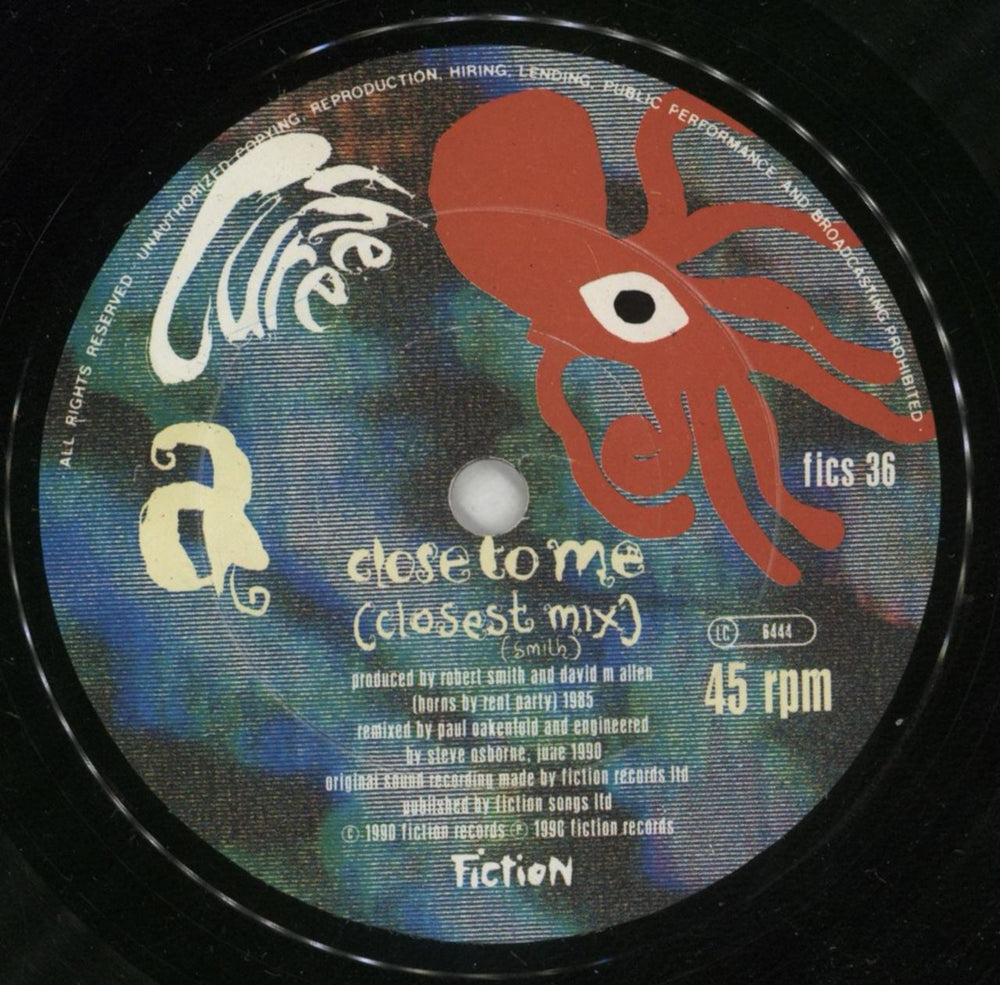 ALL RIGHTS RESERVED UNAUTHORIZED COPYING, REPRODUCTION, HIRING, LENDING, PUBLIC PERFORMANCE AND BROADCASTING PROHIBITED
the
cure
a
fics 36
close to me
(closest mix)
(smith)
LC 6444
45 rpm
produced by robert smith and david m allen
(horns by rent party) 1985
remixed by paul oakenfold and engineered
by steve osborne, june 1990
original sound recording made by fiction records ltd
published by fiction songs ltd
© 1990 fiction records ℗ 1990 fiction records
Fiction